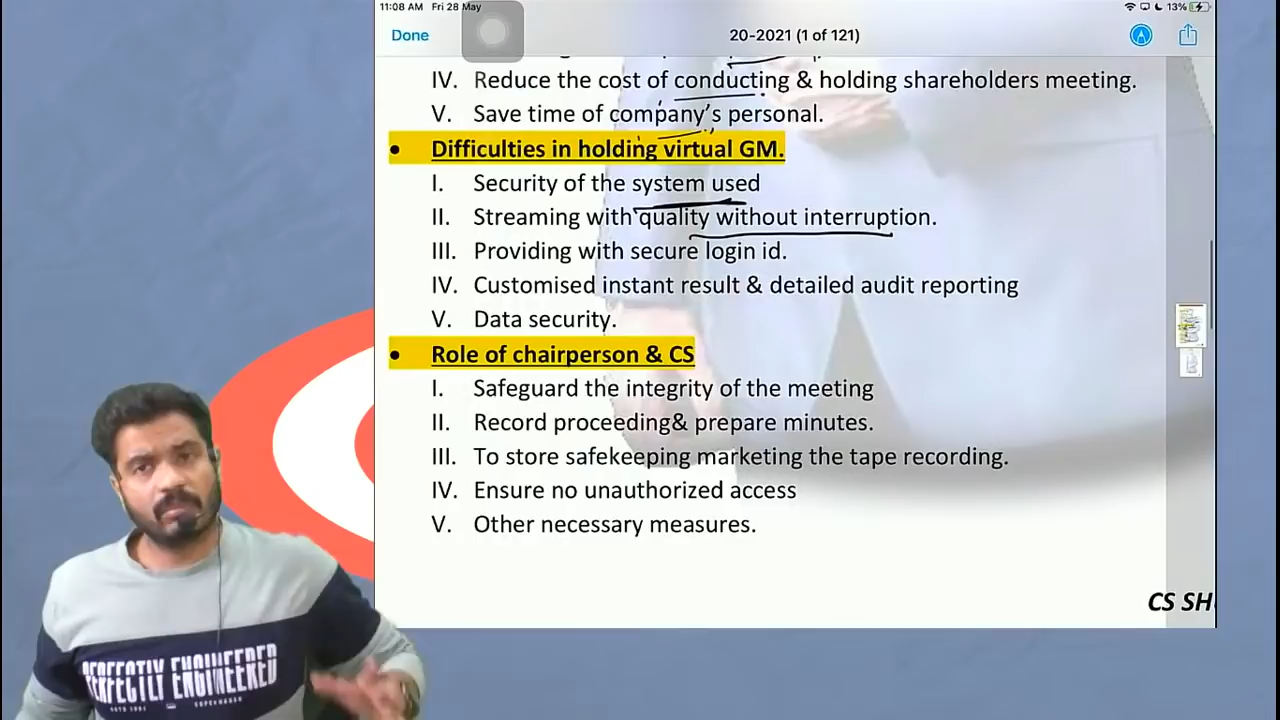 11:08 AM Fri 28 May
13%
Done
20-2021 (1 of 121)
IV. Reduce the cost of conducting & holding shareholders meeting.
V. Save time of company's personal.
• Difficulties in holding virtual GM.
I. Security of the system used
II. Streaming with quality without interruption.
III. Providing with secure login id.
IV. Customised instant result & detailed audit reporting
V. Data security.
• Role of chairperson & CS
I. Safeguard the integrity of the meeting
II. Record proceeding& prepare minutes.
III. To store safekeeping marketing the tape recording.
IV. Ensure no unauthorized access
V. Other necessary measures.
CS SH
PERFECTLY ENGINEERED
COPENHAGEN